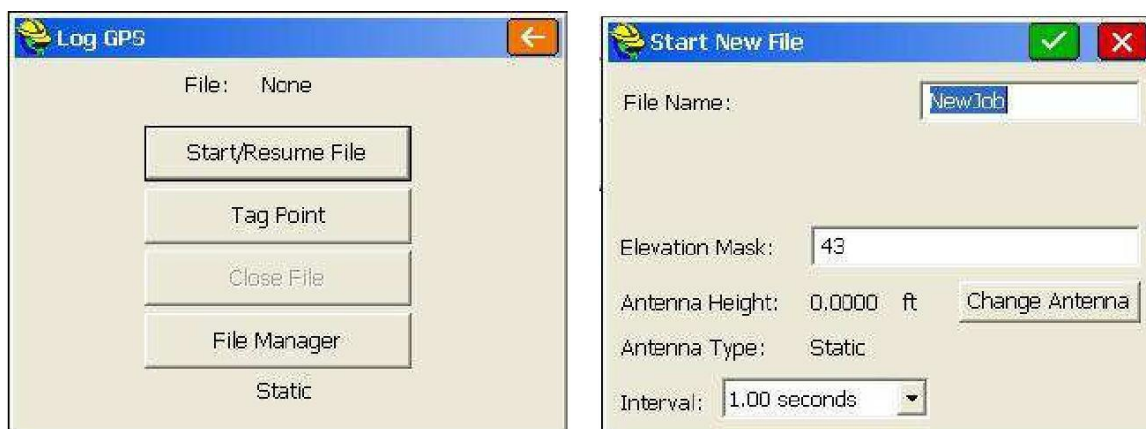 Log GPS
File: None
Start/Resume File
Tag Point
Close File
File Manager
Static
Start New File
File Name: NewJob
Elevation Mask: 43
Antenna Height: 0.0000 ft Change Antenna
Antenna Type: Static
Interval: 1.00 seconds